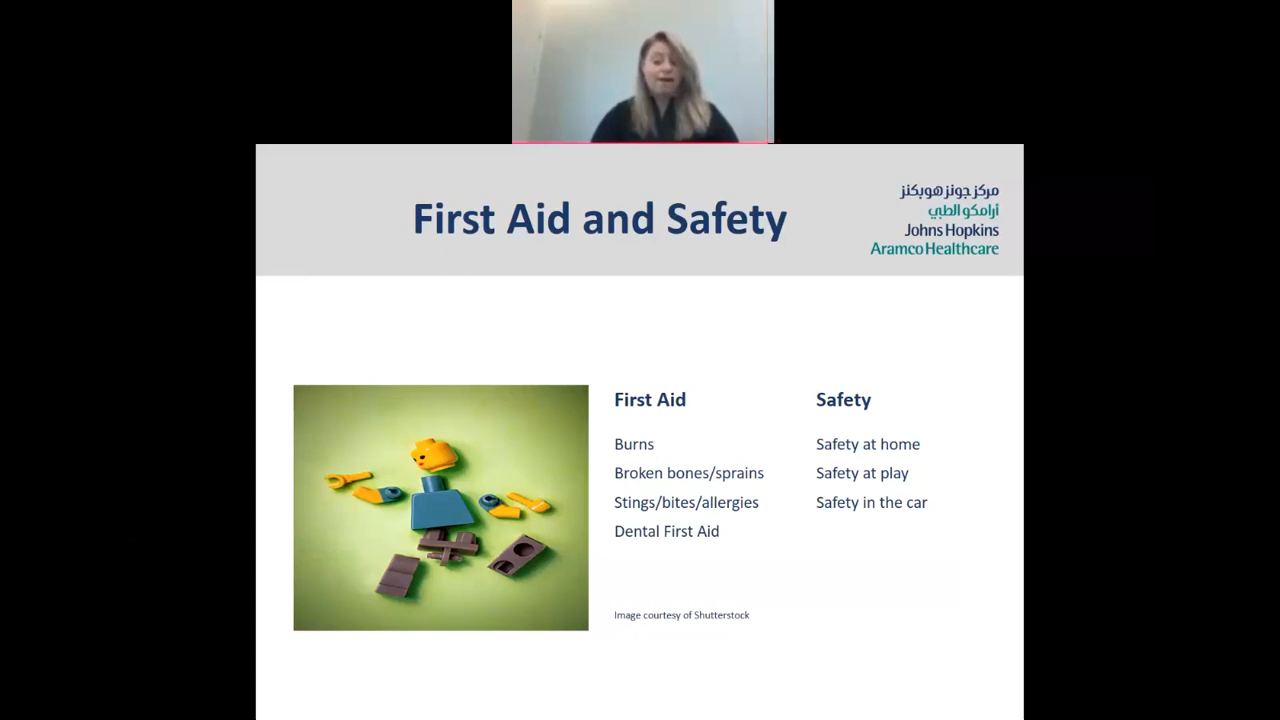 First Aid and Safety
مركز جونز هوبكنز
أرامكو الطبي
Johns Hopkins
Aramco Healthcare
First Aid
Burns
Broken bones/sprains
Stings/bites/allergies
Dental First Aid
Safety
Safety at home
Safety at play
Safety in the car
Image courtesy of Shutterstock